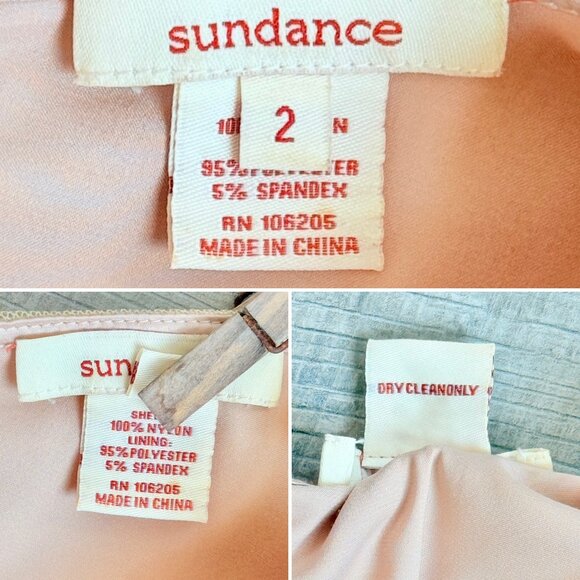 sundance
2
95% POLYESTER
5% SPANDEX
RN 106205
MADE IN CHINA
sun
100% NYLON
LINING:
95% POLYESTER
5% SPANDEX
RN 106205
MADE IN CHINA
DRY CLEAN ONLY